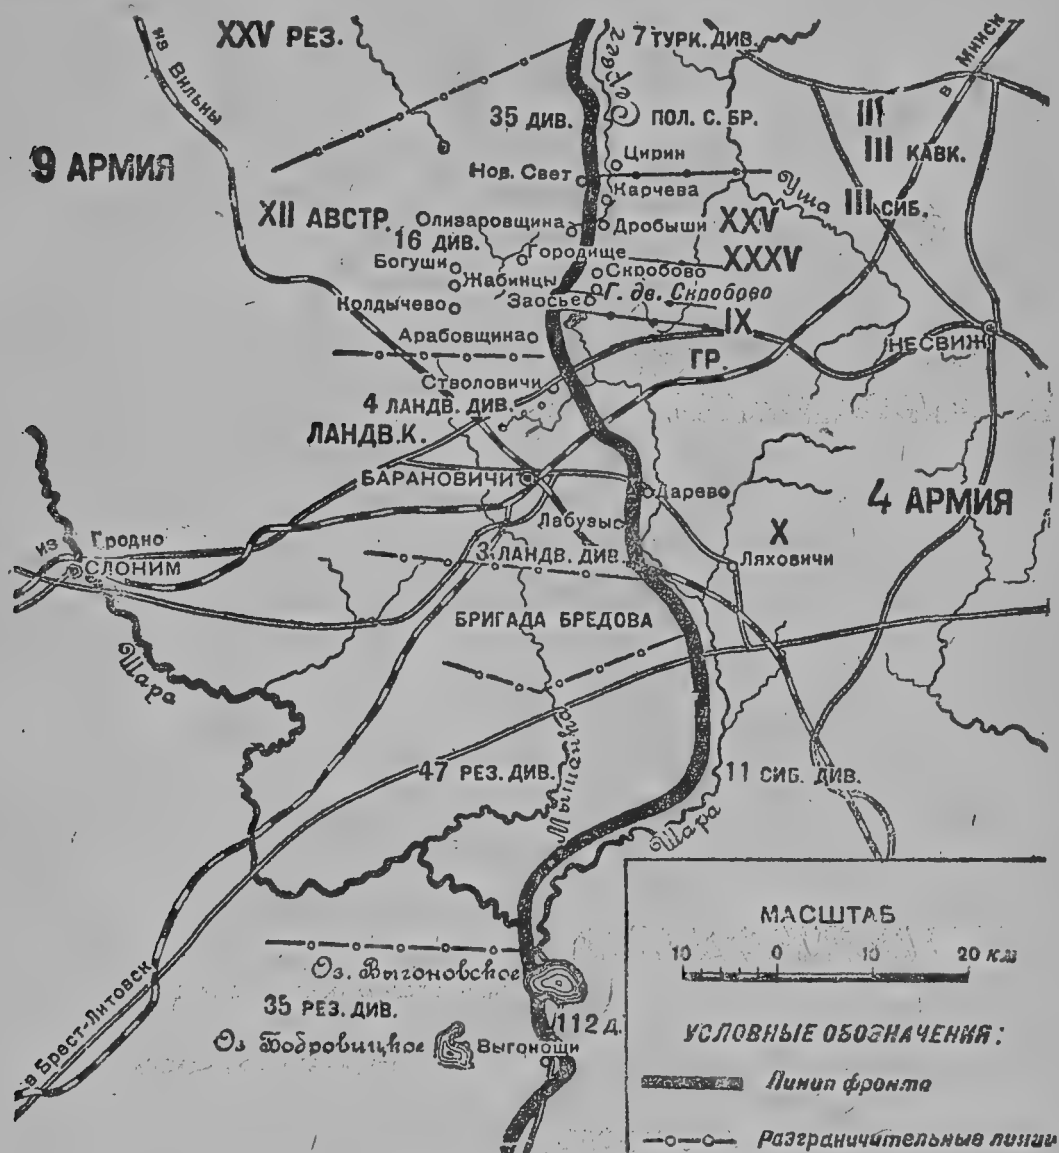 XXV РЕЗ.
7 ТУРК. ДИВ.
из Вильны
в Минск
35 ДИВ.
ПОЛ. С. БР.
III
III КАВК.
9 АРМИЯ
Цирин
Нов. Свет
Карчева
Уша
III СИБ.
XII АВСТР.
Олизаровщина
Дробыши
XXV
16 ДИВ.
Городище
XXXV
Богуши
Скробово
Жабинцы
Г. дв. Скробово
Колдычево
Заосье
IX
Арабовщина
ГР.
НЕСВИЖ
Стволовичи
4 ЛАНДВ. ДИВ.
ЛАНДВ. К.
БАРАНОВИЧИ
Дарево
4 АРМИЯ
Лабузы
X
из Гродно
3 ЛАНДВ. ДИВ.
Ляховичи
СЛОНИМ
БРИГАДА БРЕДОВА
Шара
47 РЕЗ. ДИВ.
Мышанка
11 СИБ. ДИВ.
Шара
МАСШТАБ
10 0 10 20 км
Оз. Выгоновское
в Брест-Литовск
35 РЕЗ. ДИВ.
112 Д.
Оз Бобровицкое
Выгонощи
УСЛОВНЫЕ ОБОЗНАЧЕНИЯ:
Линии фронта
Разграничительные линии